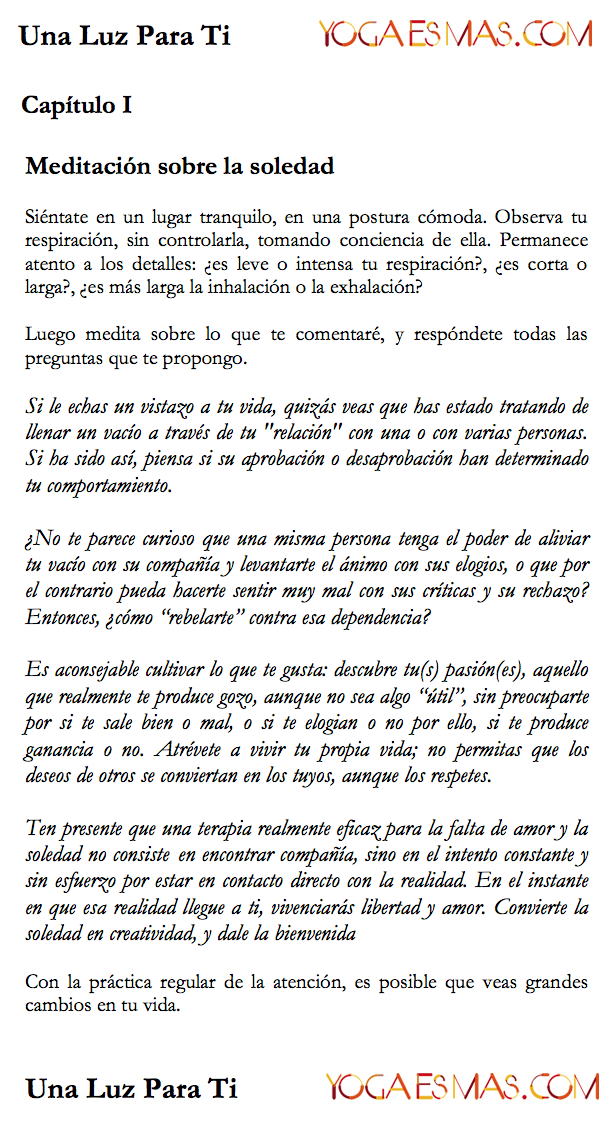 Una Luz Para Ti
YOGAESMAS.COM
Capítulo I
Meditación sobre la soledad
Siéntate en un lugar tranquilo, en una postura cómoda. Observa tu
respiración, sin controlarla, tomando conciencia de ella. Permanece
atento a los detalles: ¿es leve o intensa tu respiración?, ¿es corta o
larga?, ¿es más larga la inhalación o la exhalación?
Luego medita sobre lo que te comentaré, y respóndete todas las
preguntas que te propongo.
Si le echas un vistazo a tu vida, quizás veas que has estado tratando de
llenar un vacío a través de tu "relación" con una o con varias personas.
Si ha sido así, piensa si su aprobación o desaprobación han determinado
tu comportamiento.
¿No te parece curioso que una misma persona tenga el poder de aliviar
tu vacío con su compañía y levantarte el ánimo con sus elogios, o que por
el contrario pueda hacerte sentir muy mal con sus críticas y su rechazo?
Entonces, ¿cómo “rebelarte” contra esa dependencia?
Es aconsejable cultivar lo que te gusta: descubre tu(s) pasión(es), aquello
que realmente te produce gozo, aunque no sea algo “útil”, sin preocuparte
por si te sale bien o mal, o si te elogian o no por ello, si te produce
ganancia o no. Atrévete a vivir tu propia vida; no permitas que los
deseos de otros se conviertan en los tuyos, aunque los respetes.
Ten presente que una terapia realmente eficaz para la falta de amor y la
soledad no consiste en encontrar compañía, sino en el intento constante y
sin esfuerzo por estar en contacto directo con la realidad. En el instante
en que esa realidad llegue a ti, vivenciarás libertad y amor. Convierte la
soledad en creatividad, y dale la bienvenida
Con la práctica regular de la atención, es posible que veas grandes
cambios en tu vida.
Una Luz Para Ti
YOGAESMAS.COM